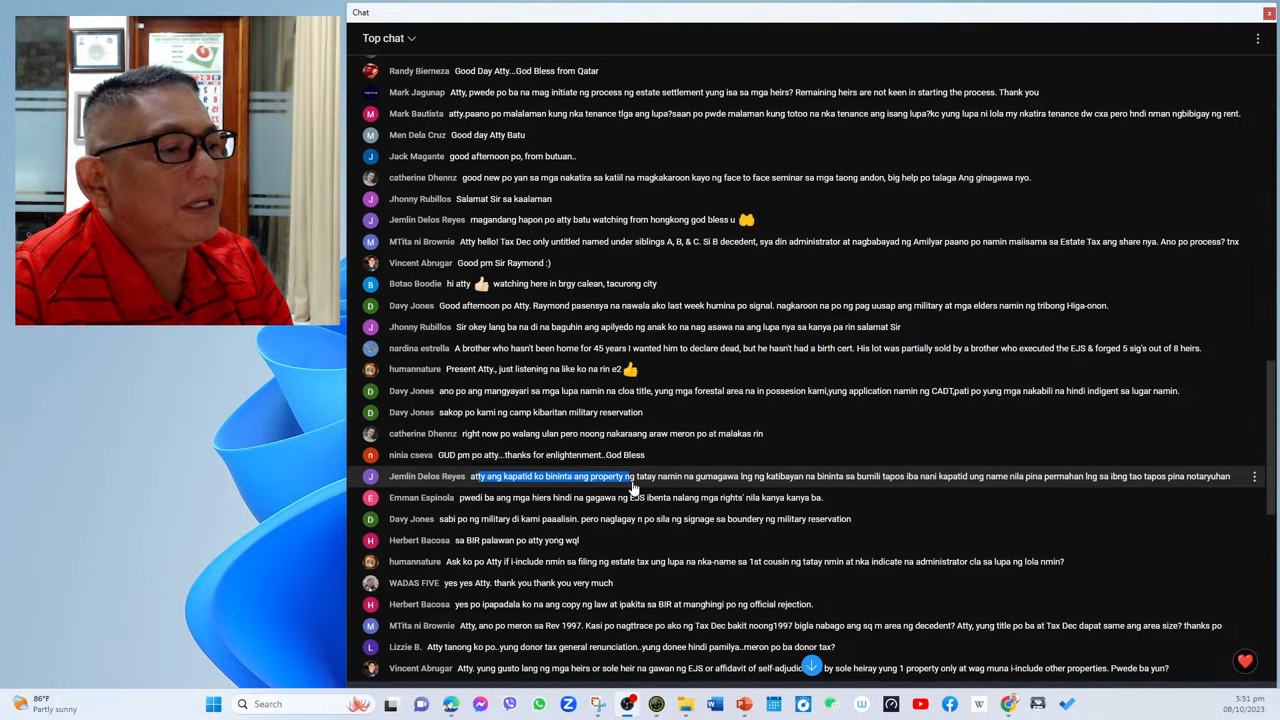 Chat
Top chat
Randy Bierneza Good Day Atty...God Bless from Qatar
Mark Jagunap Atty, pwede po ba na mag initiate ng process ng estate settlement yung isa sa mga heirs? Remaining heirs are not keen in starting the process. Thank you
Mark Bautista atty.paano po malalaman kung nka tenance tlga ang lupa?saan po pwde malaman kung totoo na nka tenance ang isang lupa?kc yung lupa ni lola my nkatira tenance dw cxa pero hndi nman ngbibigay ng rent.
Men Dela Cruz Good day Atty Batu
Jack Magante good afternoon po, from butuan..
catherine Dhennz good new po yan sa mga nakatira sa katiil na magkakaroon kayo ng face to face seminar sa mga taong andon, big help po talaga Ang ginagawa nyo.
Jhonny Rubillos Salamat Sir sa kaalaman
Jemlin Delos Reyes magandang hapon po atty batu watching from hongkong god bless u
MTita ni Brownie Atty hello! Tax Dec only untitled named under siblings A, B, & C. Si B decedent, sya din administrator at nagbabayad ng Amilyar paano po namin maiisama sa Estate Tax ang share nya. Ano po process? tnx
Vincent Abrugar Good pm Sir Raymond :)
Botao Boodie hi atty watching here in brgy calean, tacurong city
Davy Jones Good afternoon po Atty. Raymond pasensya na nawala ako last week humina po signal. nagkaroon na po ng pag uusap ang military at mga elders namin ng tribong Higa-onon.
Jhonny Rubillos Sir okey lang ba na di na baguhin ang apilyedo ng anak ko na nag asawa na ang lupa nya sa kanya pa rin salamat Sir
nardina estrella A brother who hasn't been home for 45 years I wanted him to declare dead, but he hasn't had a birth cert. His lot was partially sold by a brother who executed the EJS & forged 5 sig's out of 8 heirs.
humannature Present Atty., just listening na like ko na rin e2
Davy Jones ano po ang mangyayari sa mga lupa namin na cloa title, yung mga forestal area na in possesion kami,yung application namin ng CADT,pati po yung mga nakabili na hindi indigent sa lugar namin.
Davy Jones sakop po kami ng camp kibaritan military reservation
catherine Dhennz right now po walang ulan pero noong nakaraang araw meron po at malakas rin
ninia cseva GUD pm po atty...thanks for enlightenment..God Bless
Jemlin Delos Reyes atty ang kapatid ko bininta ang property ng tatay namin na gumagawa lng ng katibayan na bininta sa bumili tapos iba nani kapatid ung name nila pina permahan lng sa ibng tao tapos pina notaryuhan
Emman Espinola pwedi ba ang mga hiers hindi na gagawa ng EJS ibenta nalang mga rights' nila kanya kanya ba.
Davy Jones sabi po ng military di kami paaalisin. pero naglagay n po sila ng signage sa boundery ng military reservation
Herbert Bacosa sa BIR palawan po atty yong wql
humannature Ask ko po Atty if i-include nmin sa filing ng estate tax ung lupa na nka-name sa 1st cousin ng tatay nmin at nka indicate na administrator cla sa lupa ng lola nmin?
WADAS FIVE yes yes Atty. thank you thank you very much
Herbert Bacosa yes po ipapadala ko na ang copy ng law at ipakita sa BIR at manghingi po ng official rejection.
MTita ni Brownie Atty, ano po meron sa Rev 1997. Kasi po nagttrace po ako ng Tax Dec bakit noong1997 bigla nabago ang sq m area ng decedent? Atty, yung title po ba at Tax Dec dapat same ang area size? thanks po
Lizzie B. Atty tanong ko po..yung donor tax general renunciation..yung donee hindi pamilya..meron po ba donor tax?
Vincent Abrugar Atty. yung gusto lang ng mga heirs or sole heir na gawan ng EJS or affidavit of self-adjudic by sole heiray yung 1 property only at wag muna i-include other properties. Pwede ba yun?
86°F
Partly sunny
Search
5:51 pm
08/10/2023